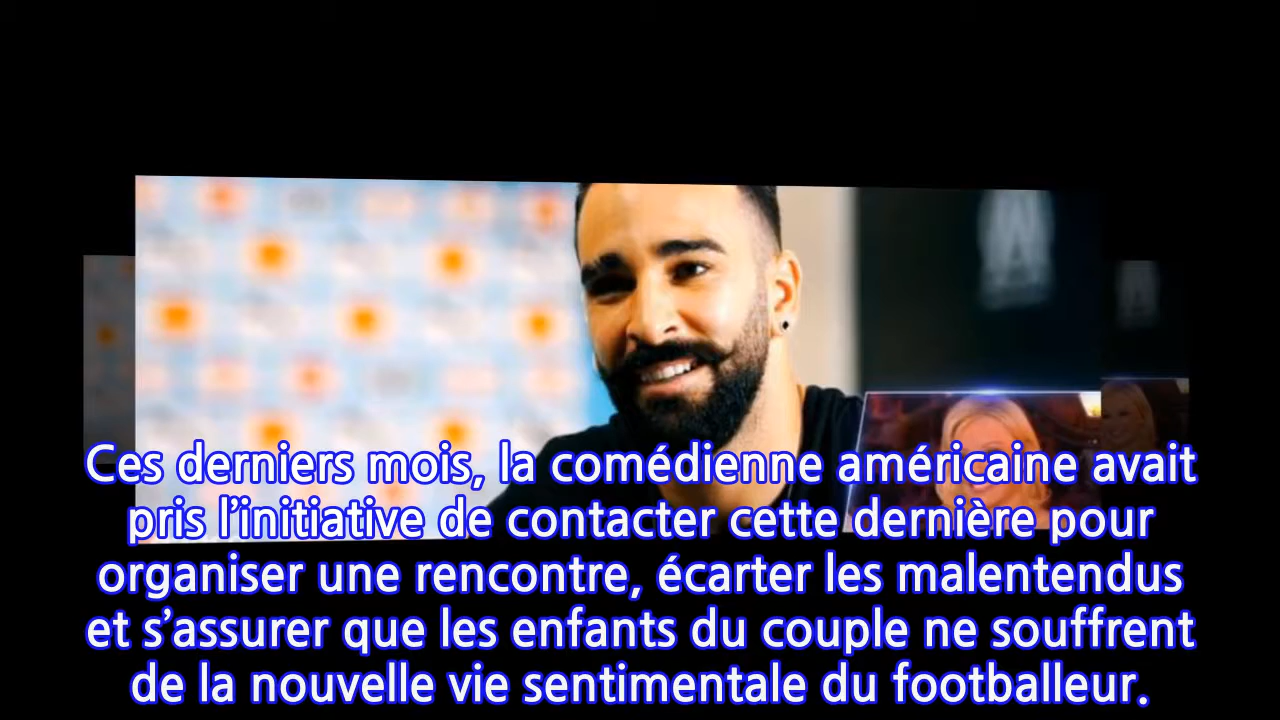 Ces derniers mois, la comédienne américaine avait
pris l’initiative de contacter cette dernière pour
organiser une rencontre, écarter les malentendus
et s’assurer que les enfants du couple ne souffrent
de la nouvelle vie sentimentale du footballeur.